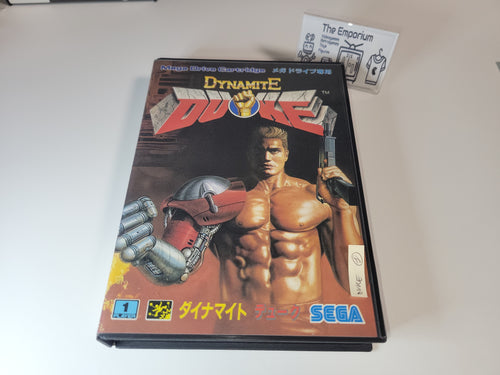 The Emporium
Mega Drive Cartridge メガドライブ専用
DYNAMITE
DUKE
TM
1
ダイナマイト デューク SEGA